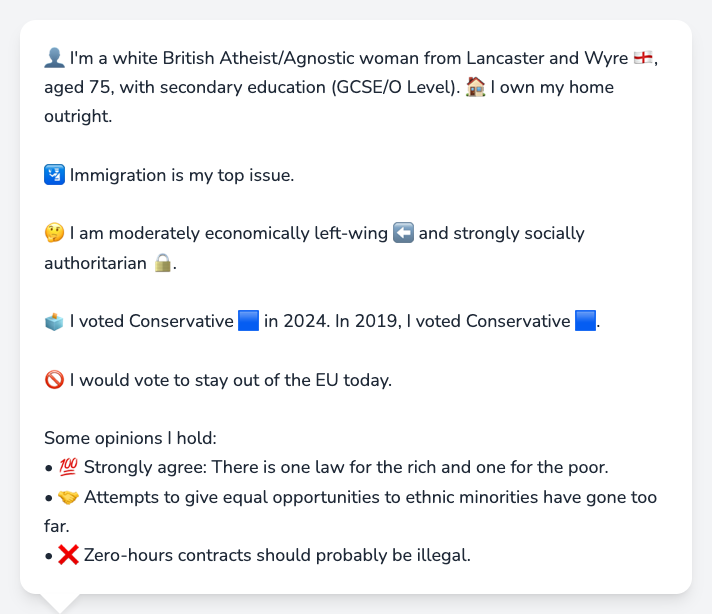 👤 I'm a white British Atheist/Agnostic woman from Lancaster and Wyre 🏴󠁧󠁢󠁥󠁮󠁧󠁿,
aged 75, with secondary education (GCSE/O Level). 🏠 I own my home
outright.
🛂 Immigration is my top issue.
🤔 I am moderately economically left-wing ⬅️ and strongly socially
authoritarian 🔒.
🗳️ I voted Conservative 🟦 in 2024. In 2019, I voted Conservative 🟦.
🚫 I would vote to stay out of the EU today.
Some opinions I hold:
• 💯 Strongly agree: There is one law for the rich and one for the poor.
• 🤝 Attempts to give equal opportunities to ethnic minorities have gone too
far.
• ❌ Zero-hours contracts should probably be illegal.